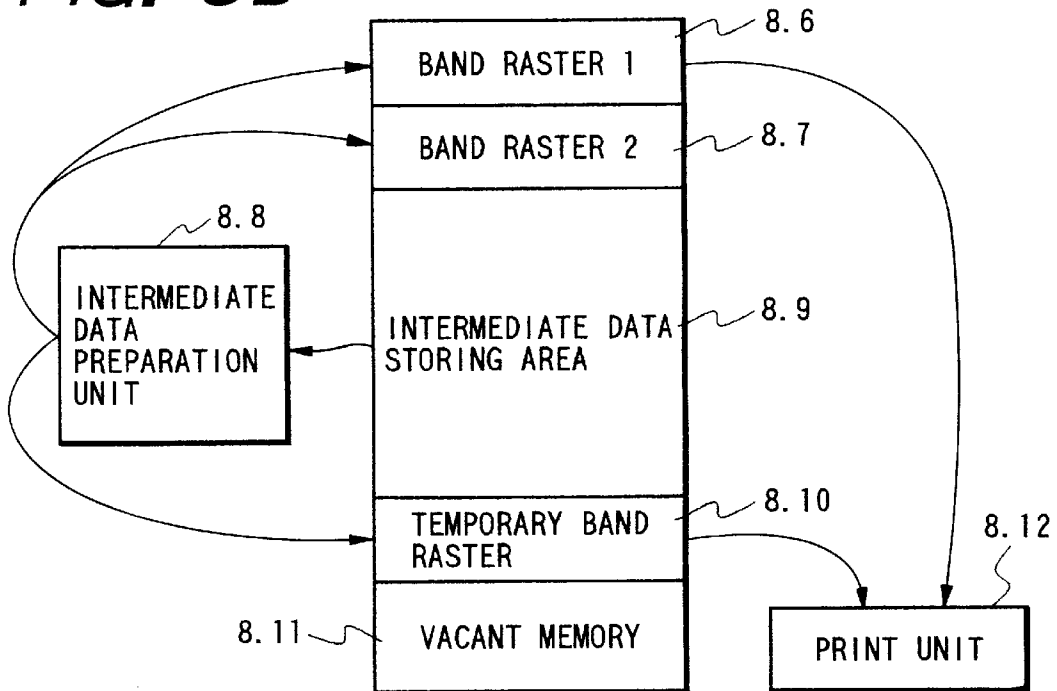 8.6
BAND RASTER 1
BAND RASTER 2
8.7
8.8
INTERMEDIATE
DATA
PREPARATION
UNIT
INTERMEDIATE DATA
STORING AREA
8.9
TEMPORARY BAND
RASTER
8.10
8.12
8.11
VACANT MEMORY
PRINT UNIT